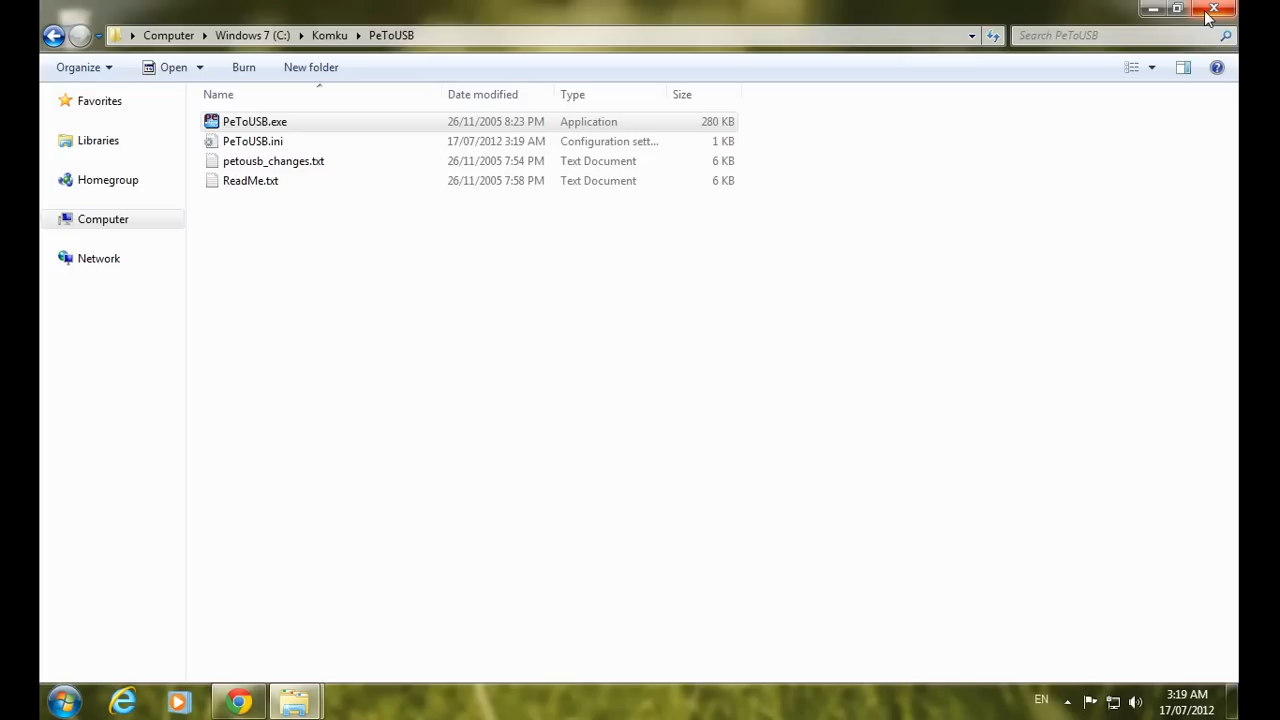 Computer Windows 7 (C:) Komku PeToUSB
Search PeToUSB
Organize Open Burn New folder
Name Date modified Type Size
Favorites
Libraries
Homegroup
Computer
Network
PeToUSB.exe 26/11/2005 8:23 PM Application 280 KB
PeToUSB.ini 17/07/2012 3:19 AM Configuration sett... 1 KB
petousb_changes.txt 26/11/2005 7:54 PM Text Document 6 KB
ReadMe.txt 26/11/2005 7:58 PM Text Document 6 KB
EN
3:19 AM
17/07/2012